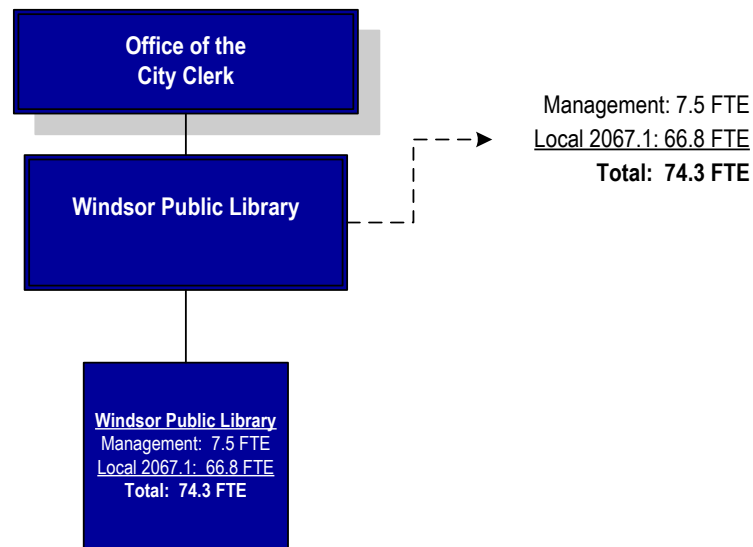 Office of the
City Clerk
Management: 7.5 FTE
Local 2067.1: 66.8 FTE
Total: 74.3 FTE
Windsor Public Library
Windsor Public Library
Management: 7.5 FTE
Local 2067.1: 66.8 FTE
Total: 74.3 FTE